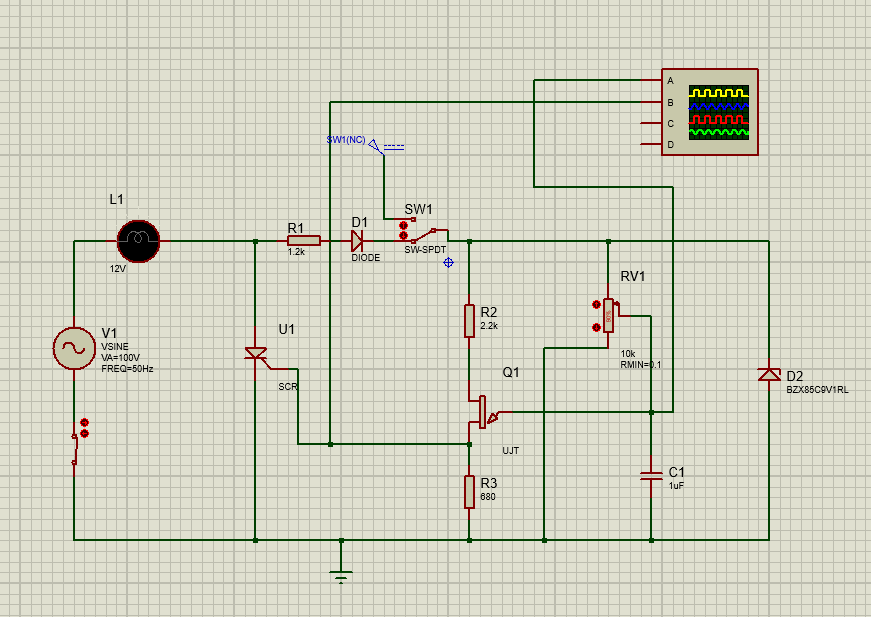 A
B
C
D
SW1(NC)
L1
12V
R1
1.2k
D1
DIODE
SW1
SW-SPDT
RV1
90%
10k
RMIN=0.1
R2
2.2k
V1
VSINE
VA=100V
FREQ=50Hz
U1
SCR
Q1
UJT
D2
BZX85C9V1RL
C1
1uF
R3
680